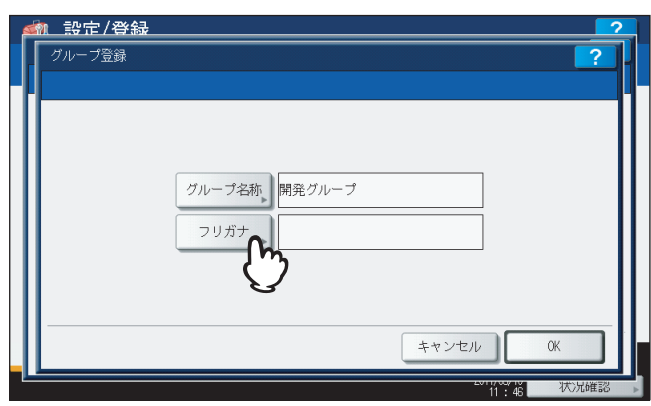 設定/登録
?
グループ登録
?
グループ名称
開発グループ
フリガナ
キャンセル
OK
11 : 46
状況確認